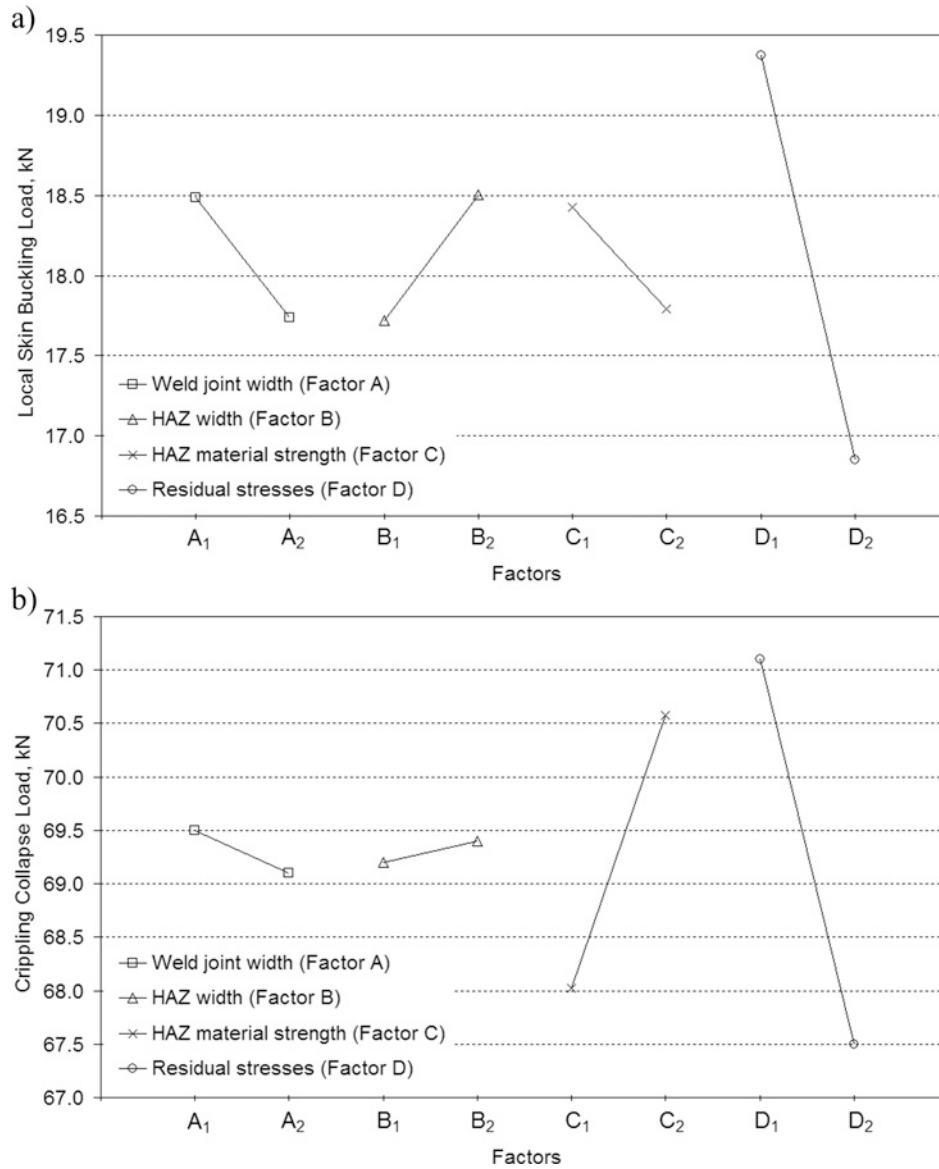 a)
19.5
19.0
18.5
18.0
17.5
17.0
16.5
Local Skin Buckling Load, kN
Weld joint width (Factor A)
HAZ width (Factor B)
HAZ material strength (Factor C)
Residual stresses (Factor D)
A₁ A₂ B₁ B₂ C₁ C₂ D₁ D₂
Factors
b)
71.5
71.0
70.5
70.0
69.5
69.0
68.5
68.0
67.5
67.0
Crippling Collapse Load, kN
Weld joint width (Factor A)
HAZ width (Factor B)
HAZ material strength (Factor C)
Residual stresses (Factor D)
A₁ A₂ B₁ B₂ C₁ C₂ D₁ D₂
Factors